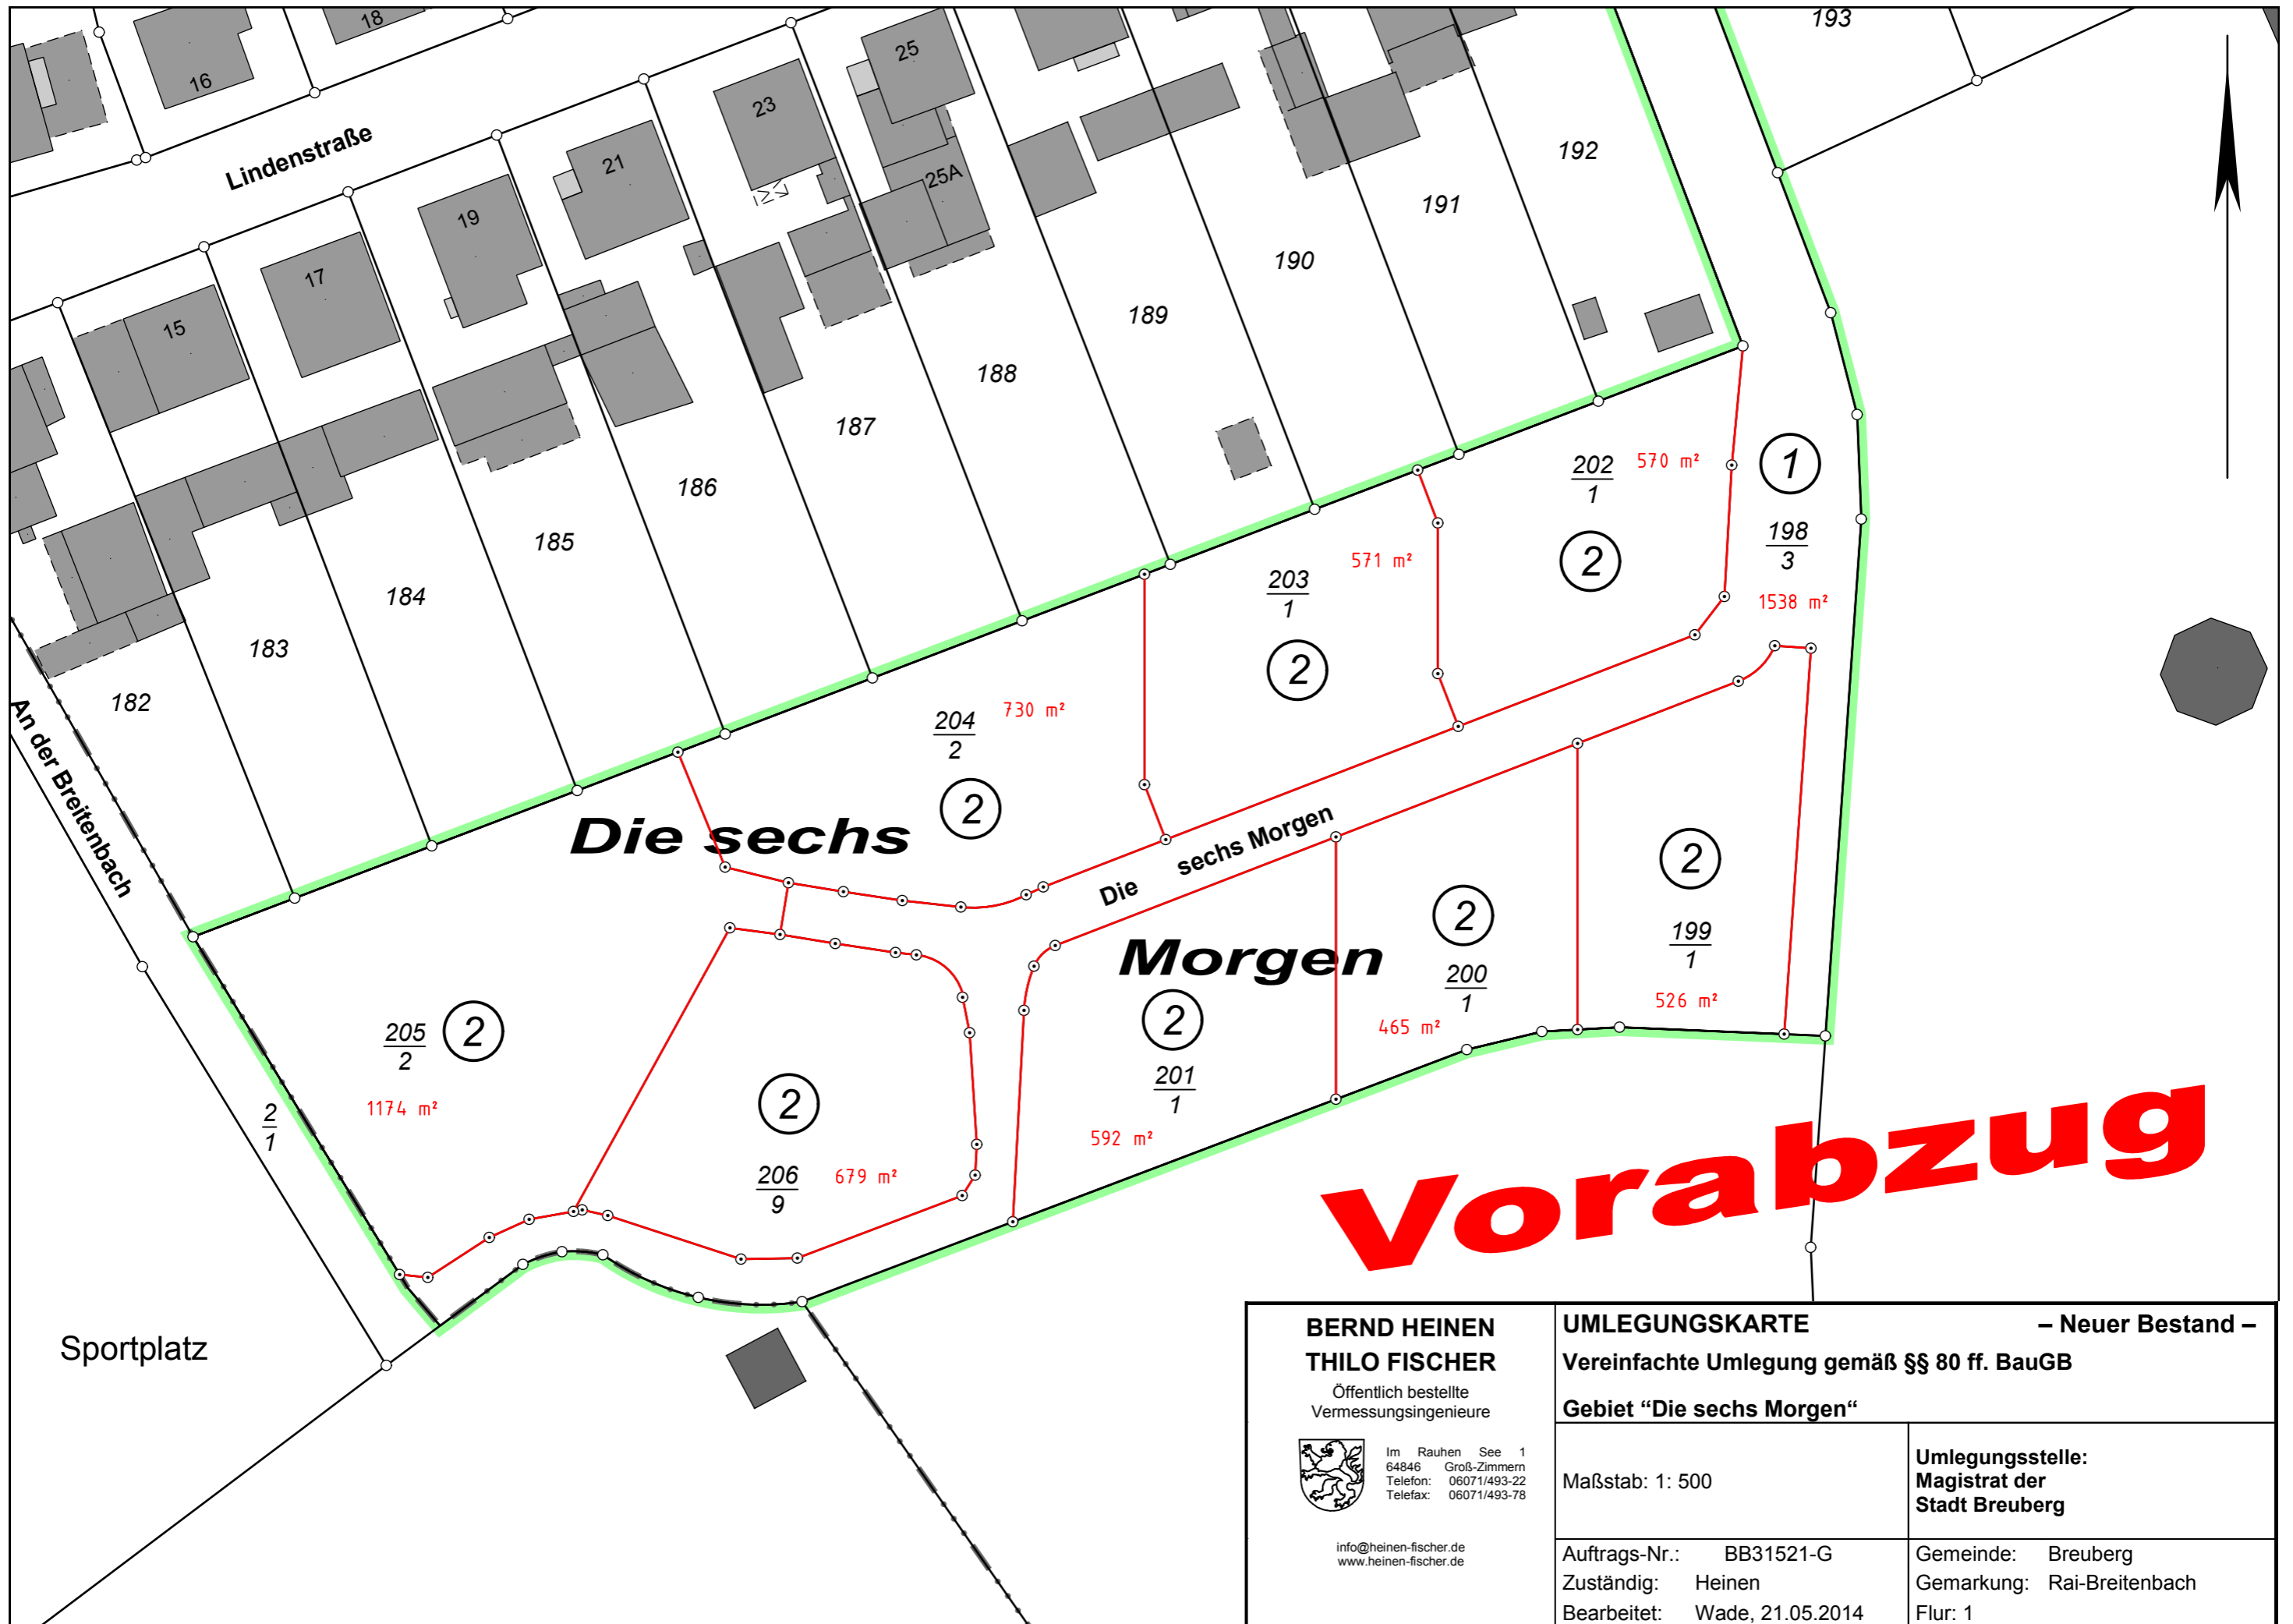 18
16
193
25
23
Lindenstraße
21
192
25A
19
191
17
190
15
189
188
187
202
1
570 m²
1
186
198
3
185
571 m²
2
203
1
184
1538 m²
183
2
182
An der Breitenbach
204
2
730 m²
2
Die sechs
Die sechs Morgen
2
2
199
1
Morgen
200
1
526 m²
205
2
2
2
465 m²
201
1
2
1174 m²
2
1
592 m²
206
9
679 m²
Vorabzug
Sportplatz
BERND HEINEN
THILO FISCHER
Öffentlich bestellte
Vermessungsingenieure
Im Rauhen See 1
64846 Groß-Zimmern
Telefon: 06071/493-22
Telefax: 06071/493-78
info@heinen-fischer.de
www.heinen-fischer.de
UMLEGUNGSKARTE – Neuer Bestand –
Vereinfachte Umlegung gemäß §§ 80 ff. BauGB
Gebiet “Die sechs Morgen“
Maßstab: 1: 500
Umlegungsstelle:
Magistrat der
Stadt Breuberg
Auftrags-Nr.: BB31521-G
Zuständig: Heinen
Bearbeitet: Wade, 21.05.2014
Gemeinde: Breuberg
Gemarkung: Rai-Breitenbach
Flur: 1